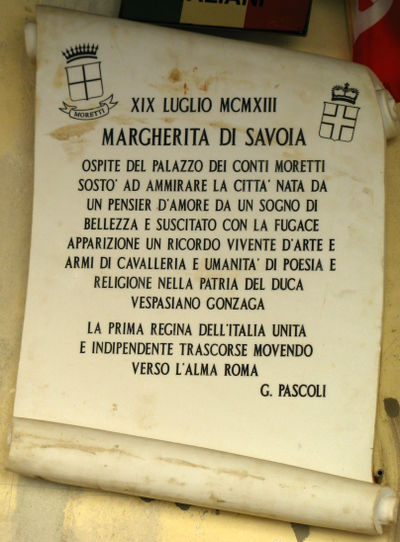 LIANI
MORETTI
XIX LUGLIO MCMXIII
MARGHERITA DI SAVOIA
OSPITE DEL PALAZZO DEI CONTI MORETTI
SOSTO' AD AMMIRARE LA CITTA' NATA DA
UN PENSIER D'AMORE DA UN SOGNO DI
BELLEZZA E SUSCITATO CON LA FUGACE
APPARIZIONE UN RICORDO VIVENTE D'ARTE E
ARMI DI CAVALLERIA E UMANITA' DI POESIA E
RELIGIONE NELLA PATRIA DEL DUCA
VESPASIANO GONZAGA
LA PRIMA REGINA DELL'ITALIA UNITA
E INDIPENDENTE TRASCORSE MOVENDO
VERSO L'ALMA ROMA
G. PASCOLI